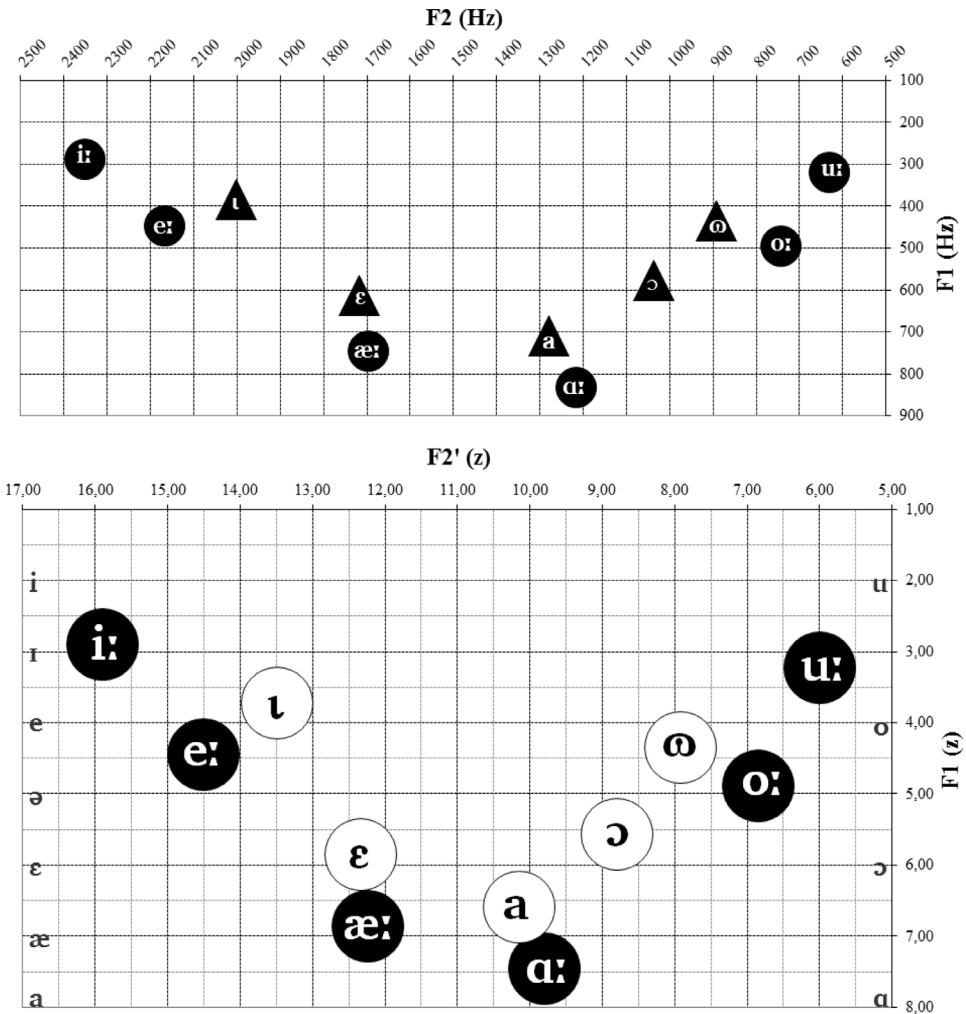 F2 (Hz)
2500 2400 2300 2200 2100 2000 1900 1800 1700 1600 1500 1400 1300 1200 1100 1000 900 800 700 600 500
100
200
iː 300 uː
ɩ 400
eː ɷ oː 500
ɛ ɔ 600
æː a 700
ɑː 800
900
F1 (Hz)
F2' (z)
17,00 16,00 15,00 14,00 13,00 12,00 11,00 10,00 9,00 8,00 7,00 6,00 5,00
1,00
i u 2,00
iː ɪ uː 3,00
ɩ e ɷ o 4,00
eː ə oː 5,00
ɛ ɔ ɛ ɔ 6,00
æː æ a 7,00
ɑː a ɑ 8,00
F1 (z)